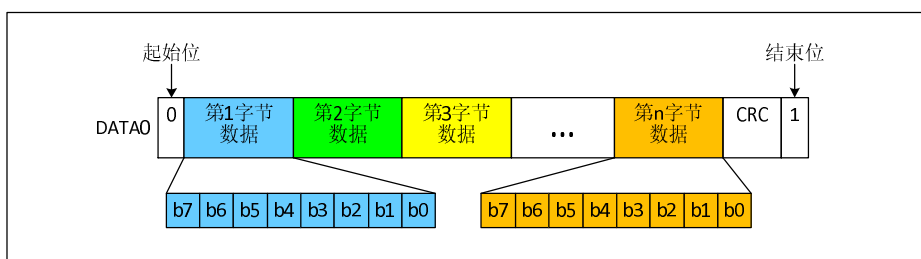 起始位
结束位
DATA0
0
第1字节
数据
第2字节
数据
第3字节
数据
...
第n字节
数据
CRC
1
b7 b6 b5 b4 b3 b2 b1 b0
b7 b6 b5 b4 b3 b2 b1 b0